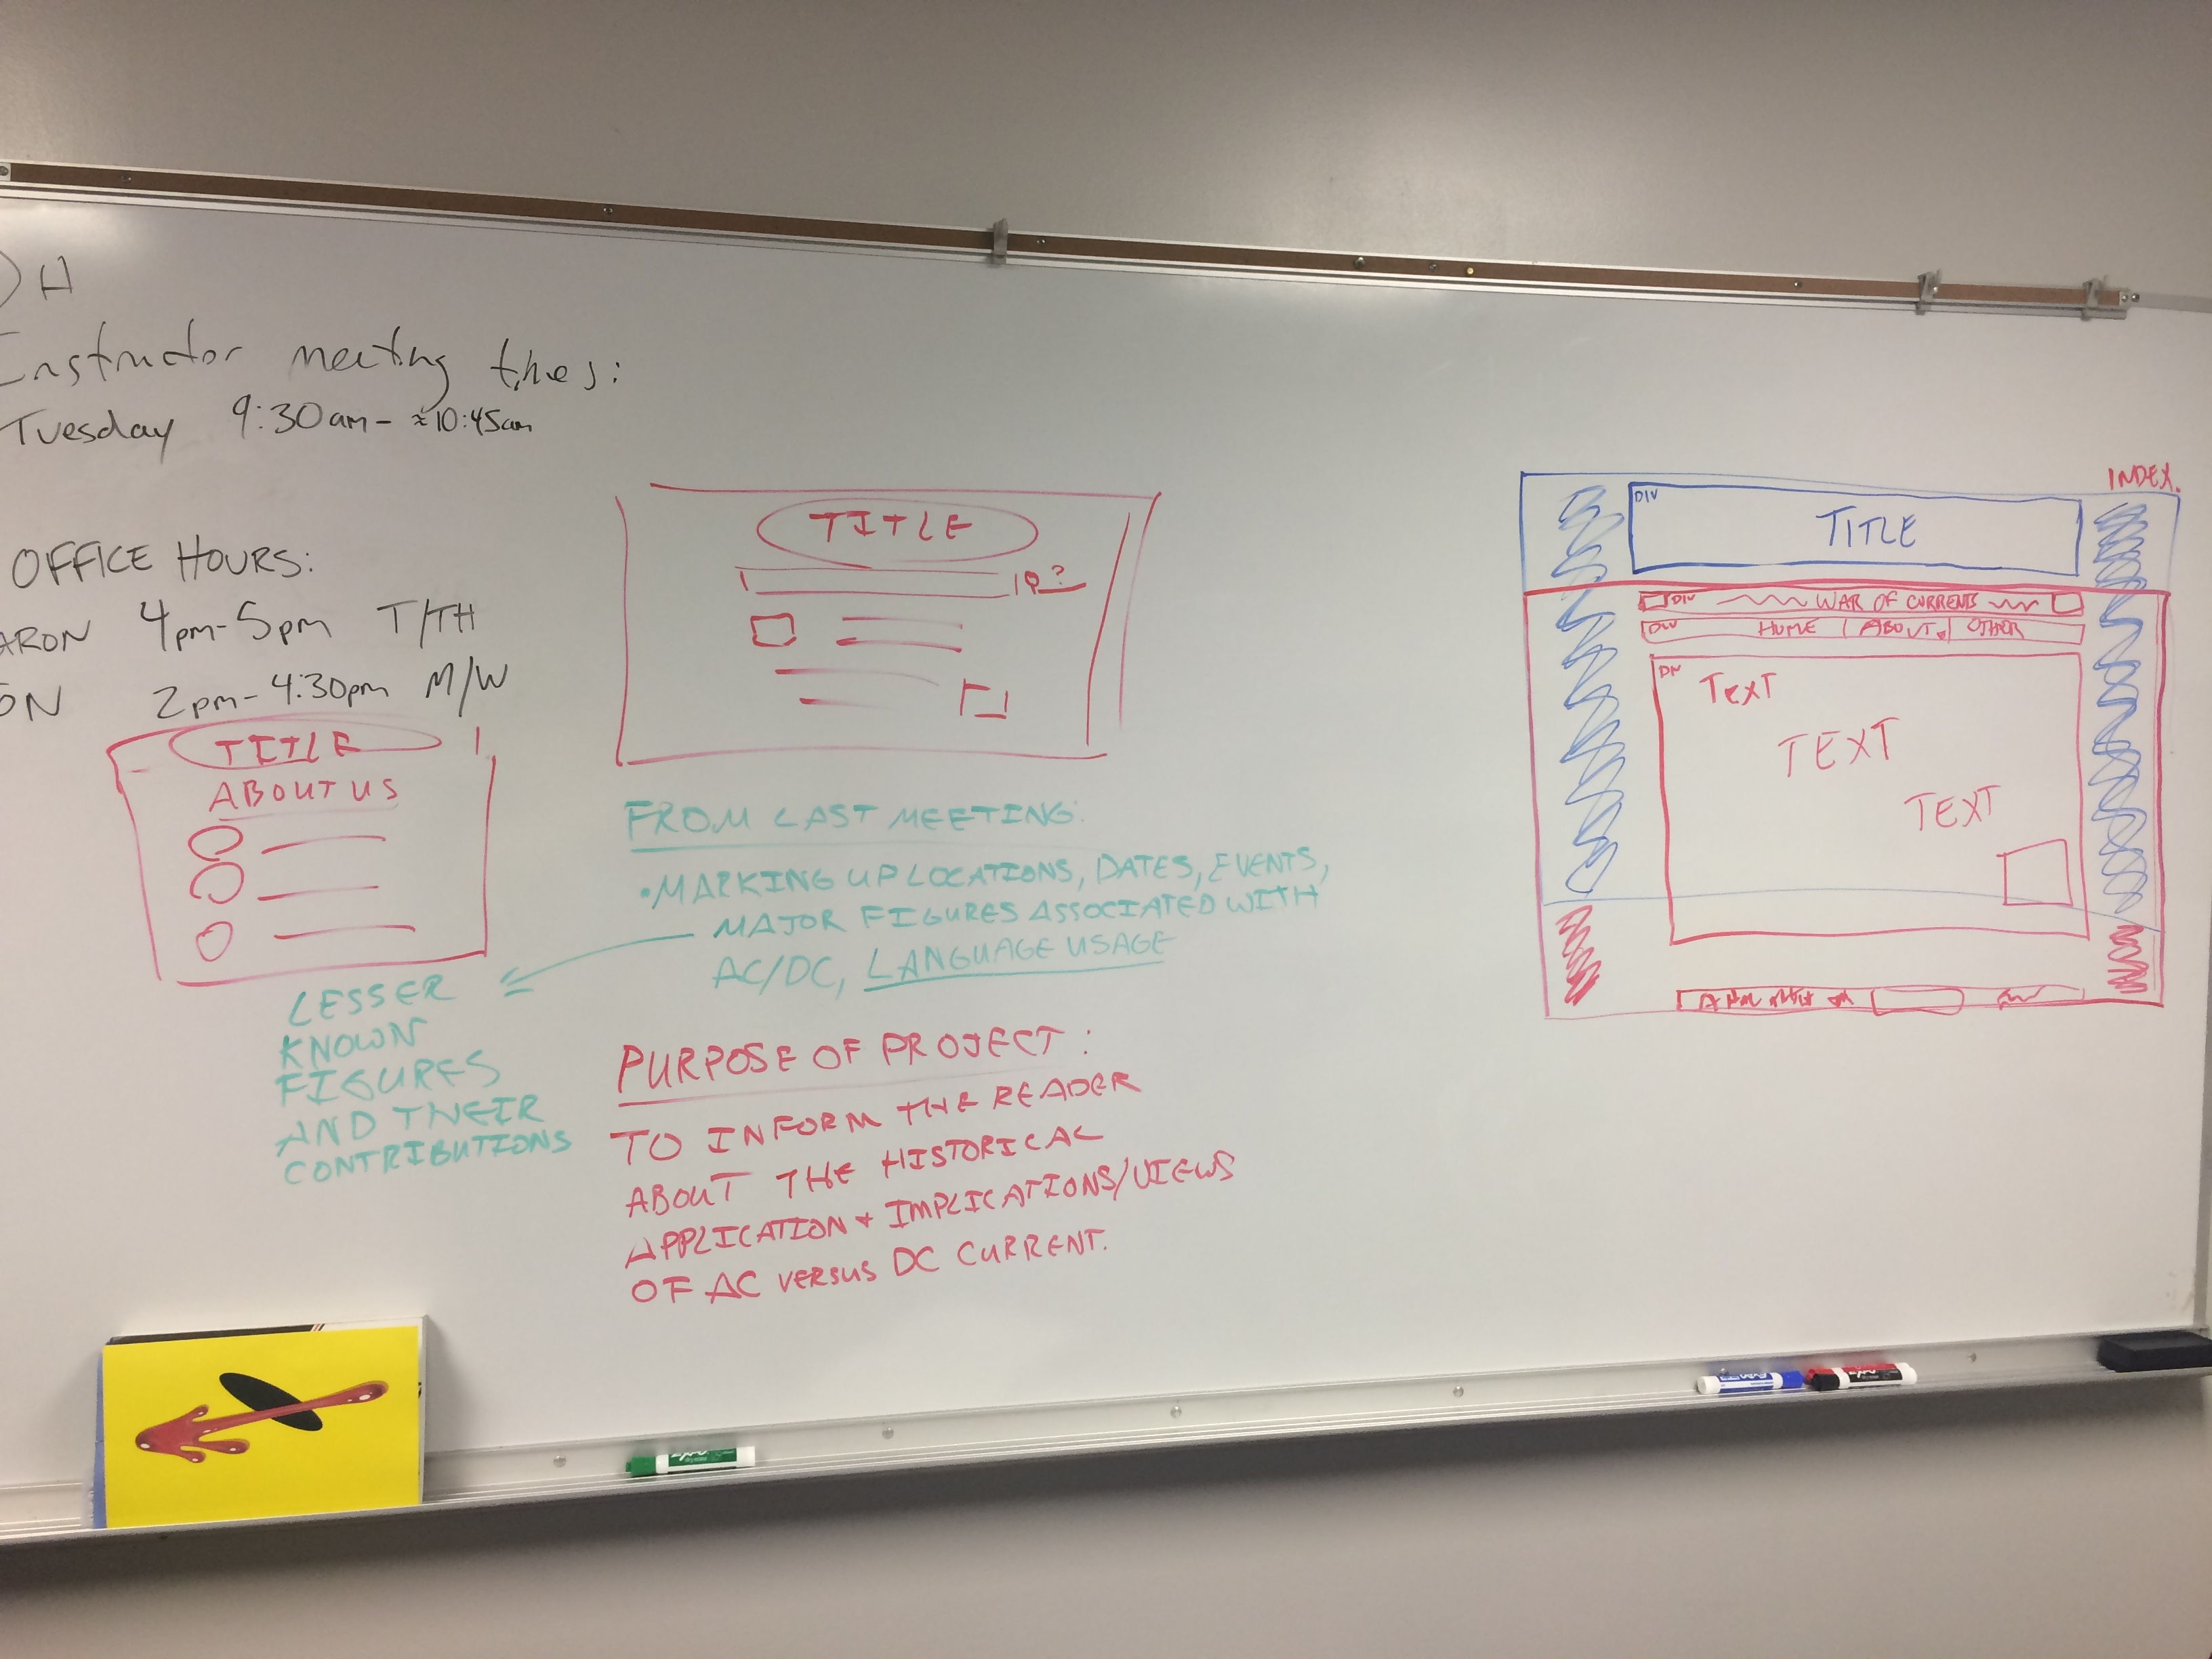 DH
Instructor meeting times:
Tuesday 9:30am - ≈10:45am
OFFICE HOURS:
ARON 4pm-5pm T/TH
ON 2pm-4:30pm M/W
TITLE
ABOUT US
LESSER
KNOWN
FIGURES
AND THEIR
CONTRIBUTIONS
TITLE
FROM LAST MEETING:
•MARKING UP LOCATIONS, DATES, EVENTS,
MAJOR FIGURES ASSOCIATED WITH
AC/DC, LANGUAGE USAGE
PURPOSE OF PROJECT:
TO INFORM THE READER
ABOUT THE HISTORICAL
APPLICATION + IMPLICATIONS/VIEWS
OF AC VERSUS DC CURRENT.
INDEX.
DIV
TITLE
DIV WAR OF CURRENTS
DIV HOME | ABOUT | OTHER
DIV
TEXT
TEXT
TEXT